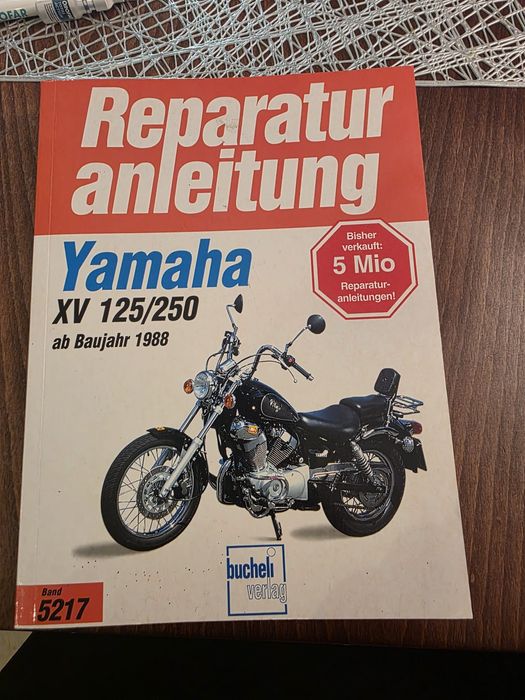 Reparatur
anleitung
Yamaha
XV 125/250
ab Baujahr 1988
Bisher
verkauft:
5 Mio
Reparatur-
anleitungen!
bucheli
verlag
Band
5217